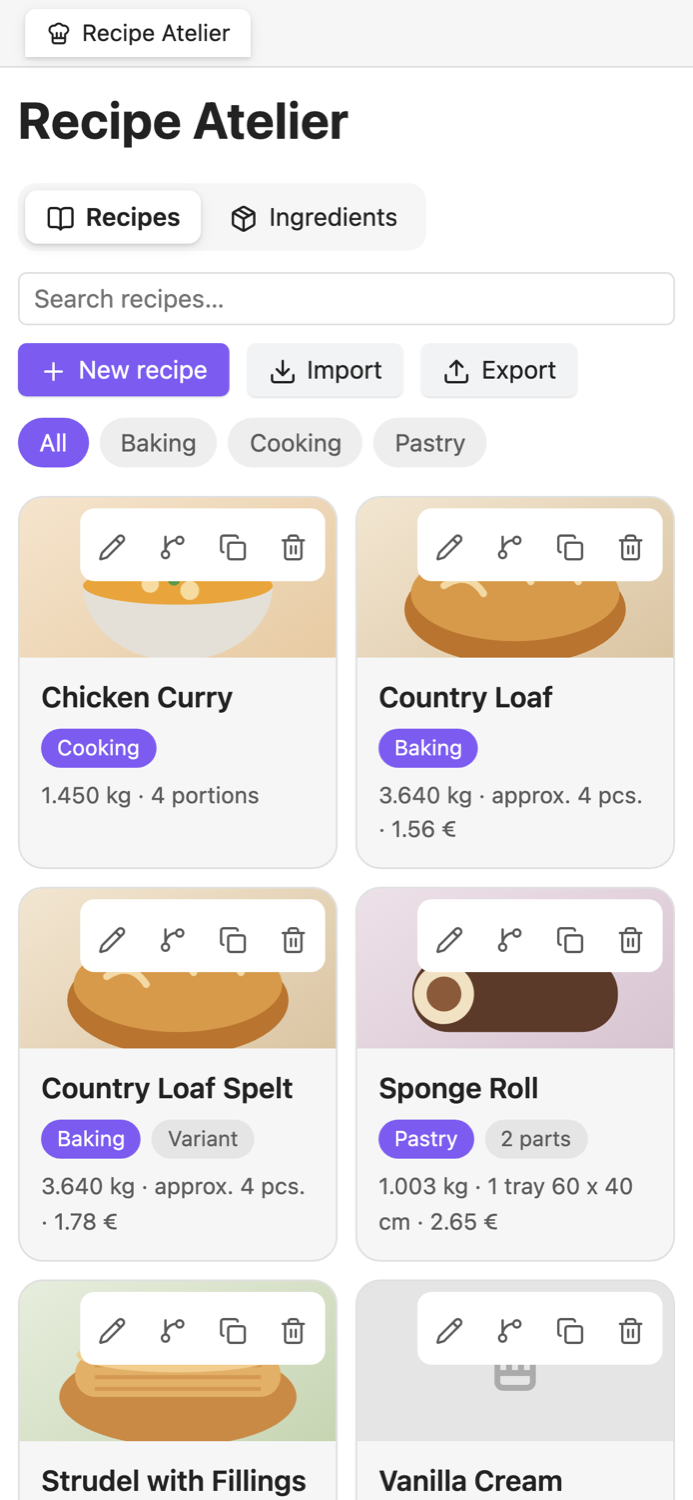 Recipe Atelier
Recipe Atelier
Recipes
Ingredients
Search recipes...
New recipe
Import
Export
All
Baking
Cooking
Pastry
Chicken Curry
Cooking
1.450 kg · 4 portions
Country Loaf
Baking
3.640 kg · approx. 4 pcs.
· 1.56 €
Country Loaf Spelt
Baking
Variant
3.640 kg · approx. 4 pcs.
· 1.78 €
Sponge Roll
Pastry
2 parts
1.003 kg · 1 tray 60 x 40
cm · 2.65 €
Strudel with Fillings
Vanilla Cream